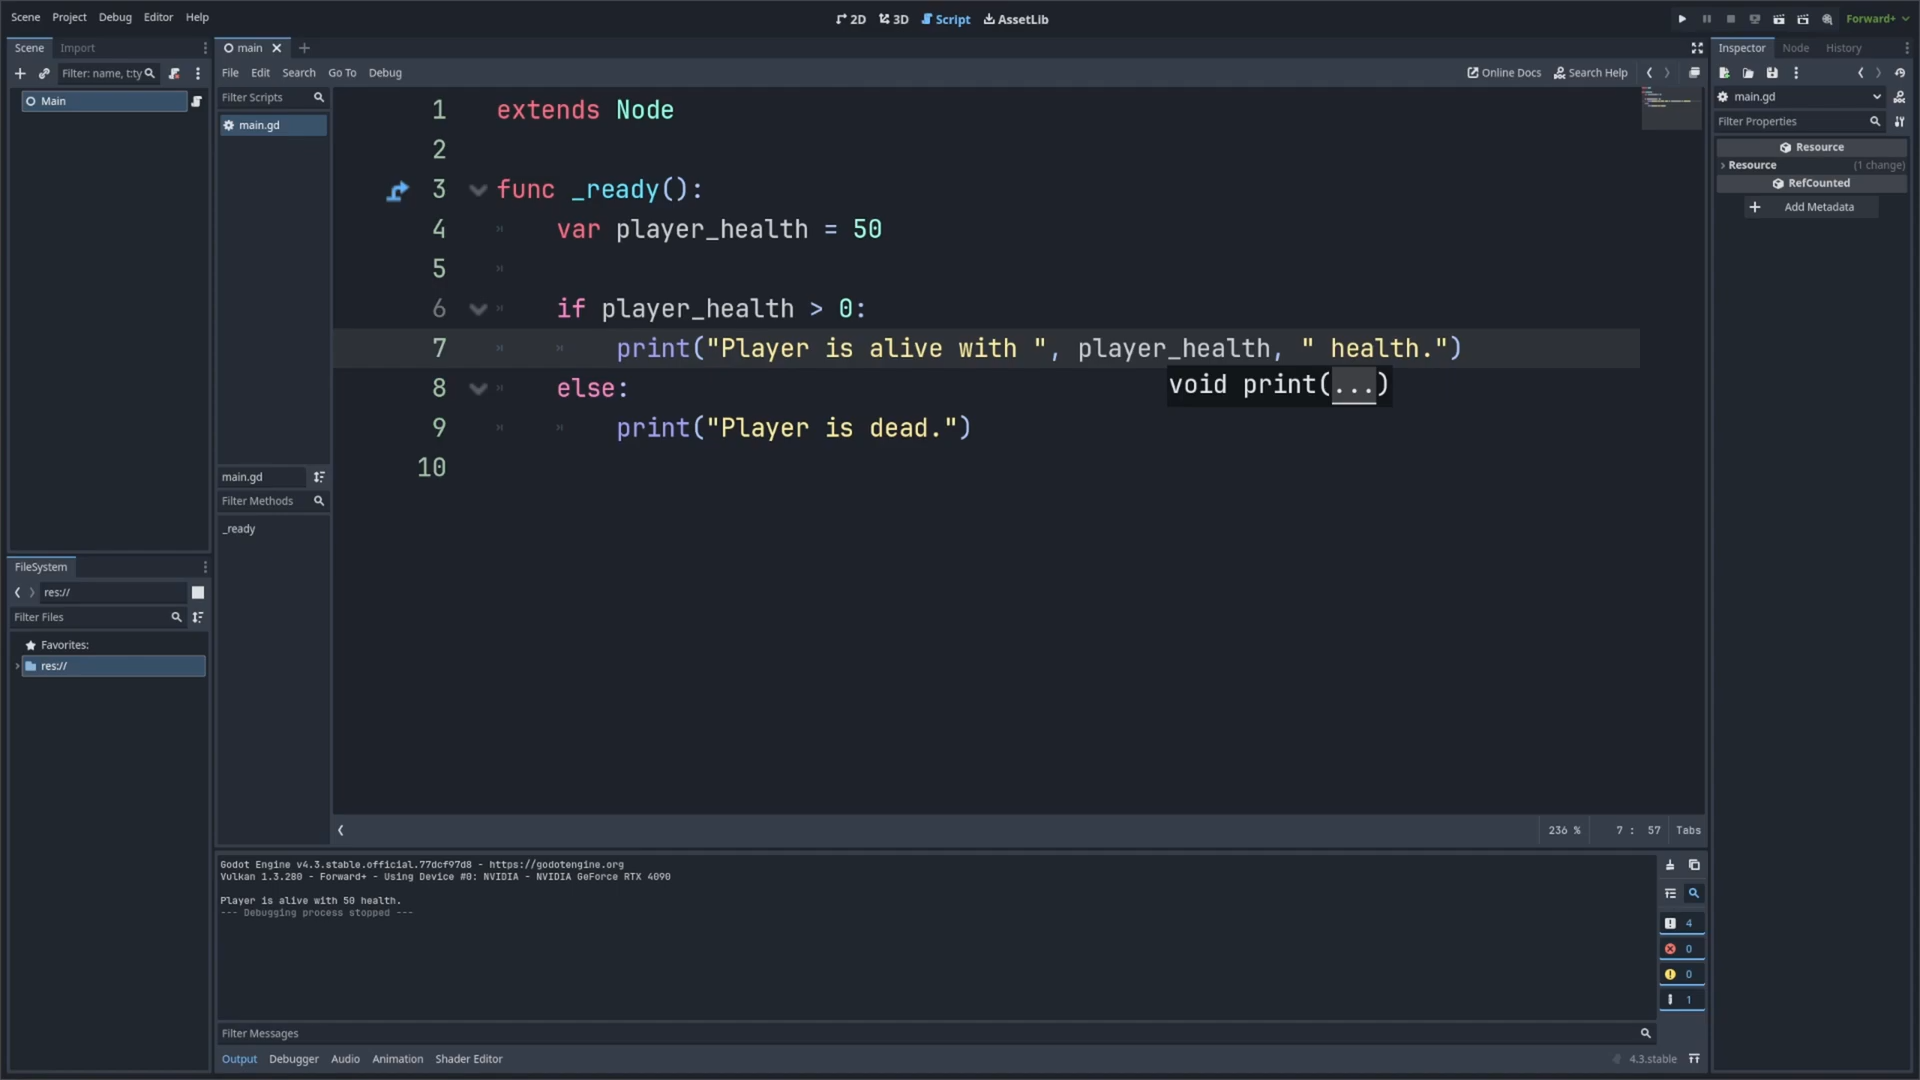 Scene Project Debug Editor Help
2D 3D Script AssetLib
Forward+
Scene Import
Filter: name, t:ty
Main
main
File Edit Search Go To Debug
Online Docs Search Help
Filter Scripts
main.gd
main.gd
Filter Methods
_ready
1 extends Node
2
3 func _ready():
4 var player_health = 50
5
6 if player_health > 0:
7 print("Player is alive with ", player_health, " health.")
void print(...)
8 else:
9 print("Player is dead.")
10
236 % 7 : 57 Tabs
FileSystem
res://
Filter Files
Favorites:
res://
Godot Engine v4.3.stable.official.77dcf97d8 - https://godotengine.org
Vulkan 1.3.280 - Forward+ - Using Device #0: NVIDIA - NVIDIA GeForce RTX 4090
Player is alive with 50 health.
--- Debugging process stopped ---
4
0
0
1
Filter Messages
Output Debugger Audio Animation Shader Editor
4.3.stable
Inspector Node History
main.gd
Filter Properties
Resource
Resource (1 change)
RefCounted
Add Metadata